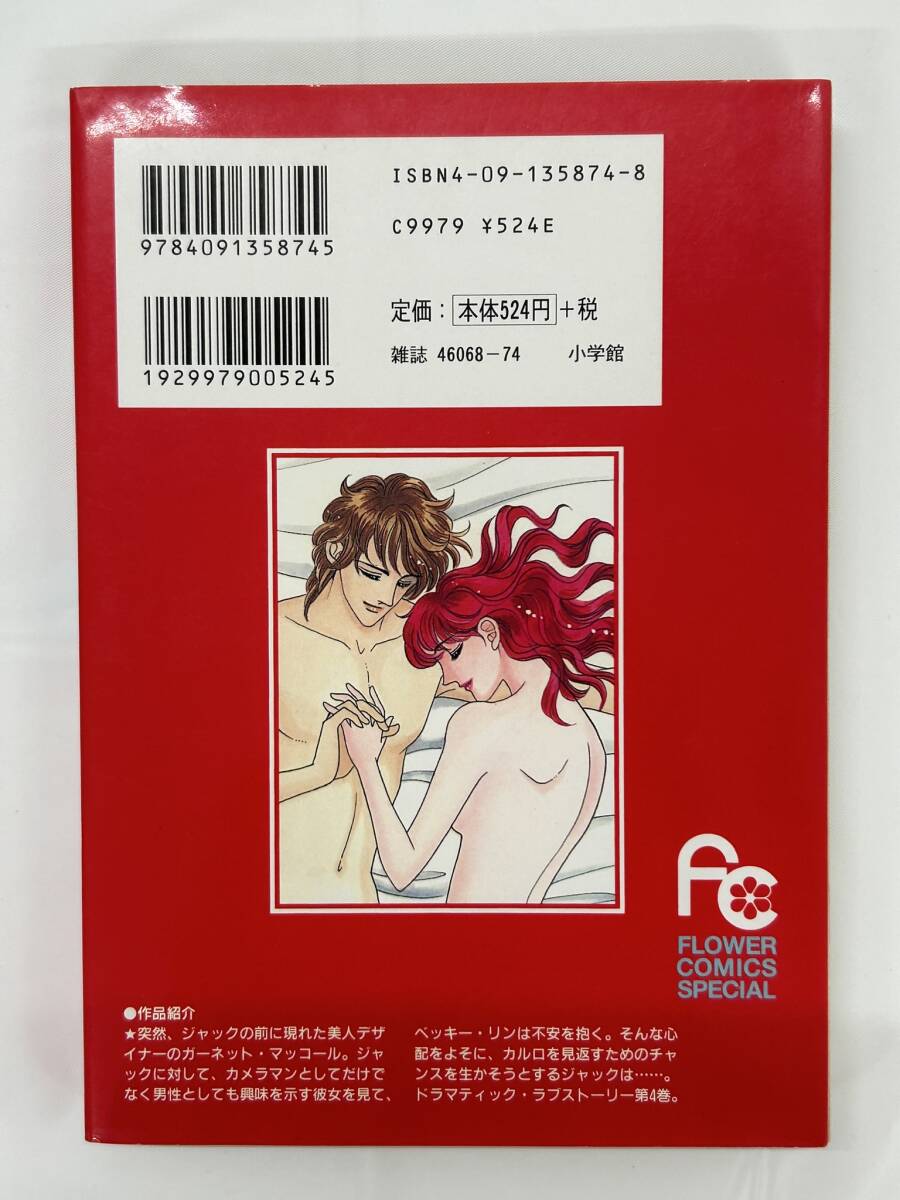 ISBN4-09-135874-8
C9979 ¥524E
9784091358745
定価：本体524円+税
雑誌 46068-74 小学館
1929979005245
FC
FLOWER
COMICS
SPECIAL
●作品紹介
★突然、ジャックの前に現れた美人デザ
イナーのガーネット・マッコール。ジャ
ックに対して、カメラマンとしてだけで
なく男性としても興味を示す彼女を見て、
ベッキー・リンは不安を抱く。そんな心
配をよそに、カルロを見返すためのチャ
ンスを生かそうとするジャックは……。
ドラマティック・ラブストーリー第4巻。